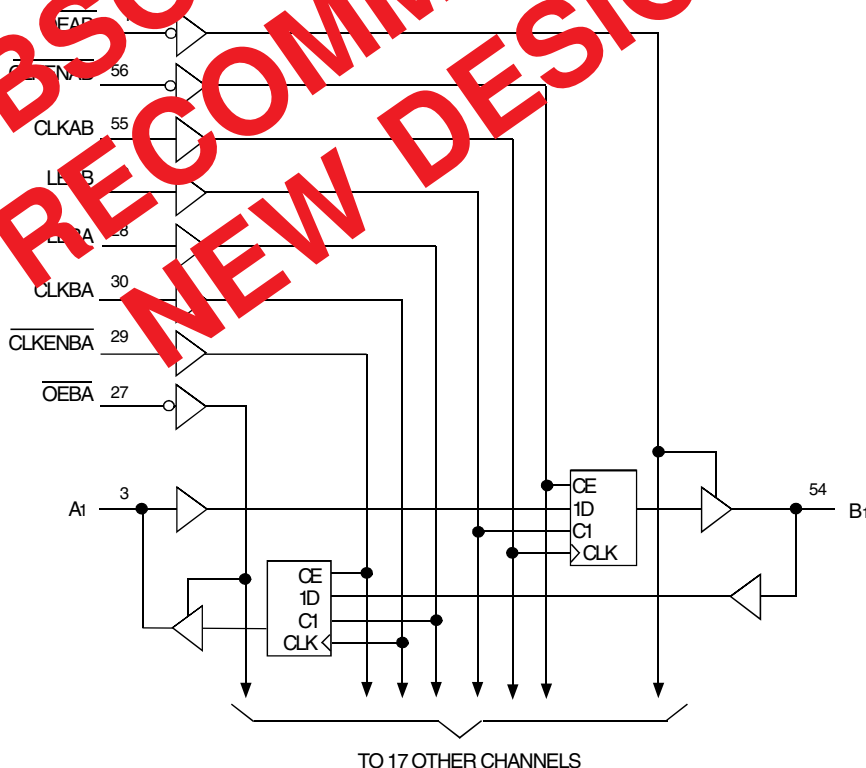 RECOMM
NEW DESIG
56
CLKAB 55
CLKBA 30
CLKENBA 29
OEBA 27
A1 3
54 B1
CE
1D
C1
CLK
CE
1D
C1
CLK
TO 17 OTHER CHANNELS